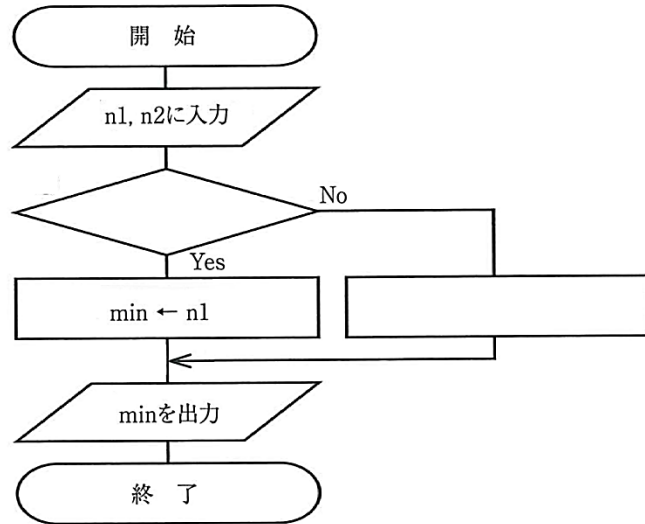 開 始
n1, n2に入力
No
Yes
min ← n1
minを出力
終 了